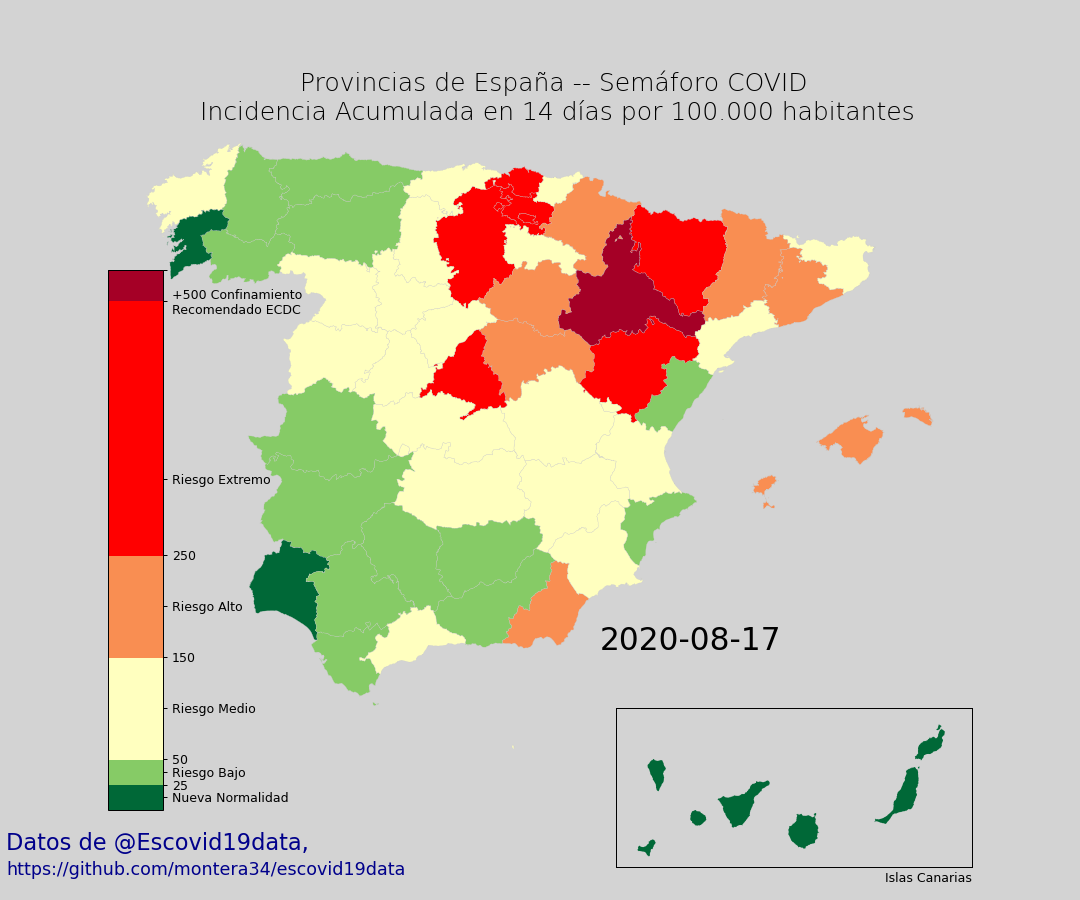 Provincias de España -- Semáforo COVID
Incidencia Acumulada en 14 días por 100.000 habitantes
+500 Confinamiento
Recomendado ECDC
Riesgo Extremo
250
Riesgo Alto
150
Riesgo Medio
50
Riesgo Bajo
25
Nueva Normalidad
2020-08-17
Islas Canarias
Datos de @Escovid19data,
https://github.com/montera34/escovid19data